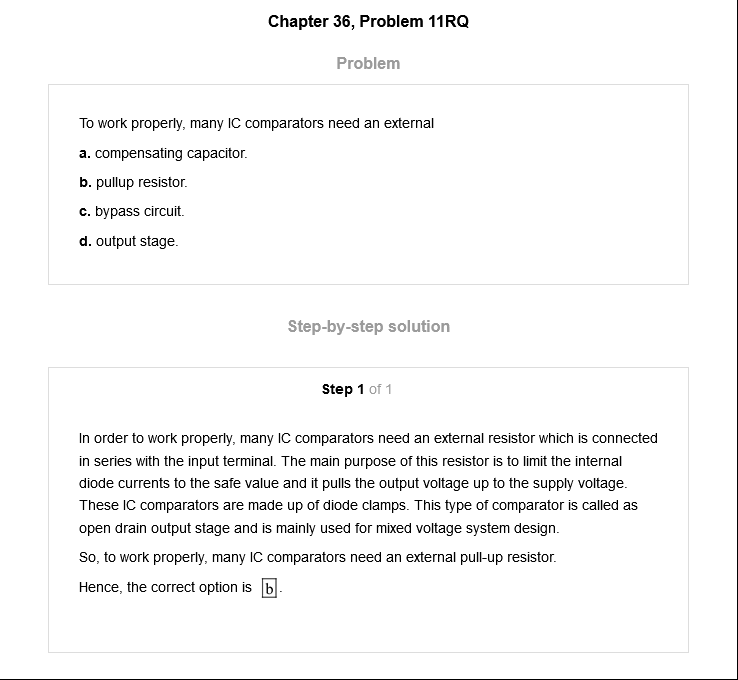 Chapter 36, Problem 11RQ
Problem
To work properly, many IC comparators need an external
a. compensating capacitor.
b. pullup resistor.
c. bypass circuit.
d. output stage.
Step-by-step solution
Step 1 of 1
In order to work properly, many IC comparators need an external resistor which is connected
in series with the input terminal. The main purpose of this resistor is to limit the internal
diode currents to the safe value and it pulls the output voltage up to the supply voltage.
These IC comparators are made up of diode clamps. This type of comparator is called as
open drain output stage and is mainly used for mixed voltage system design.
So, to work properly, many IC comparators need an external pull-up resistor.
Hence, the correct option is b.